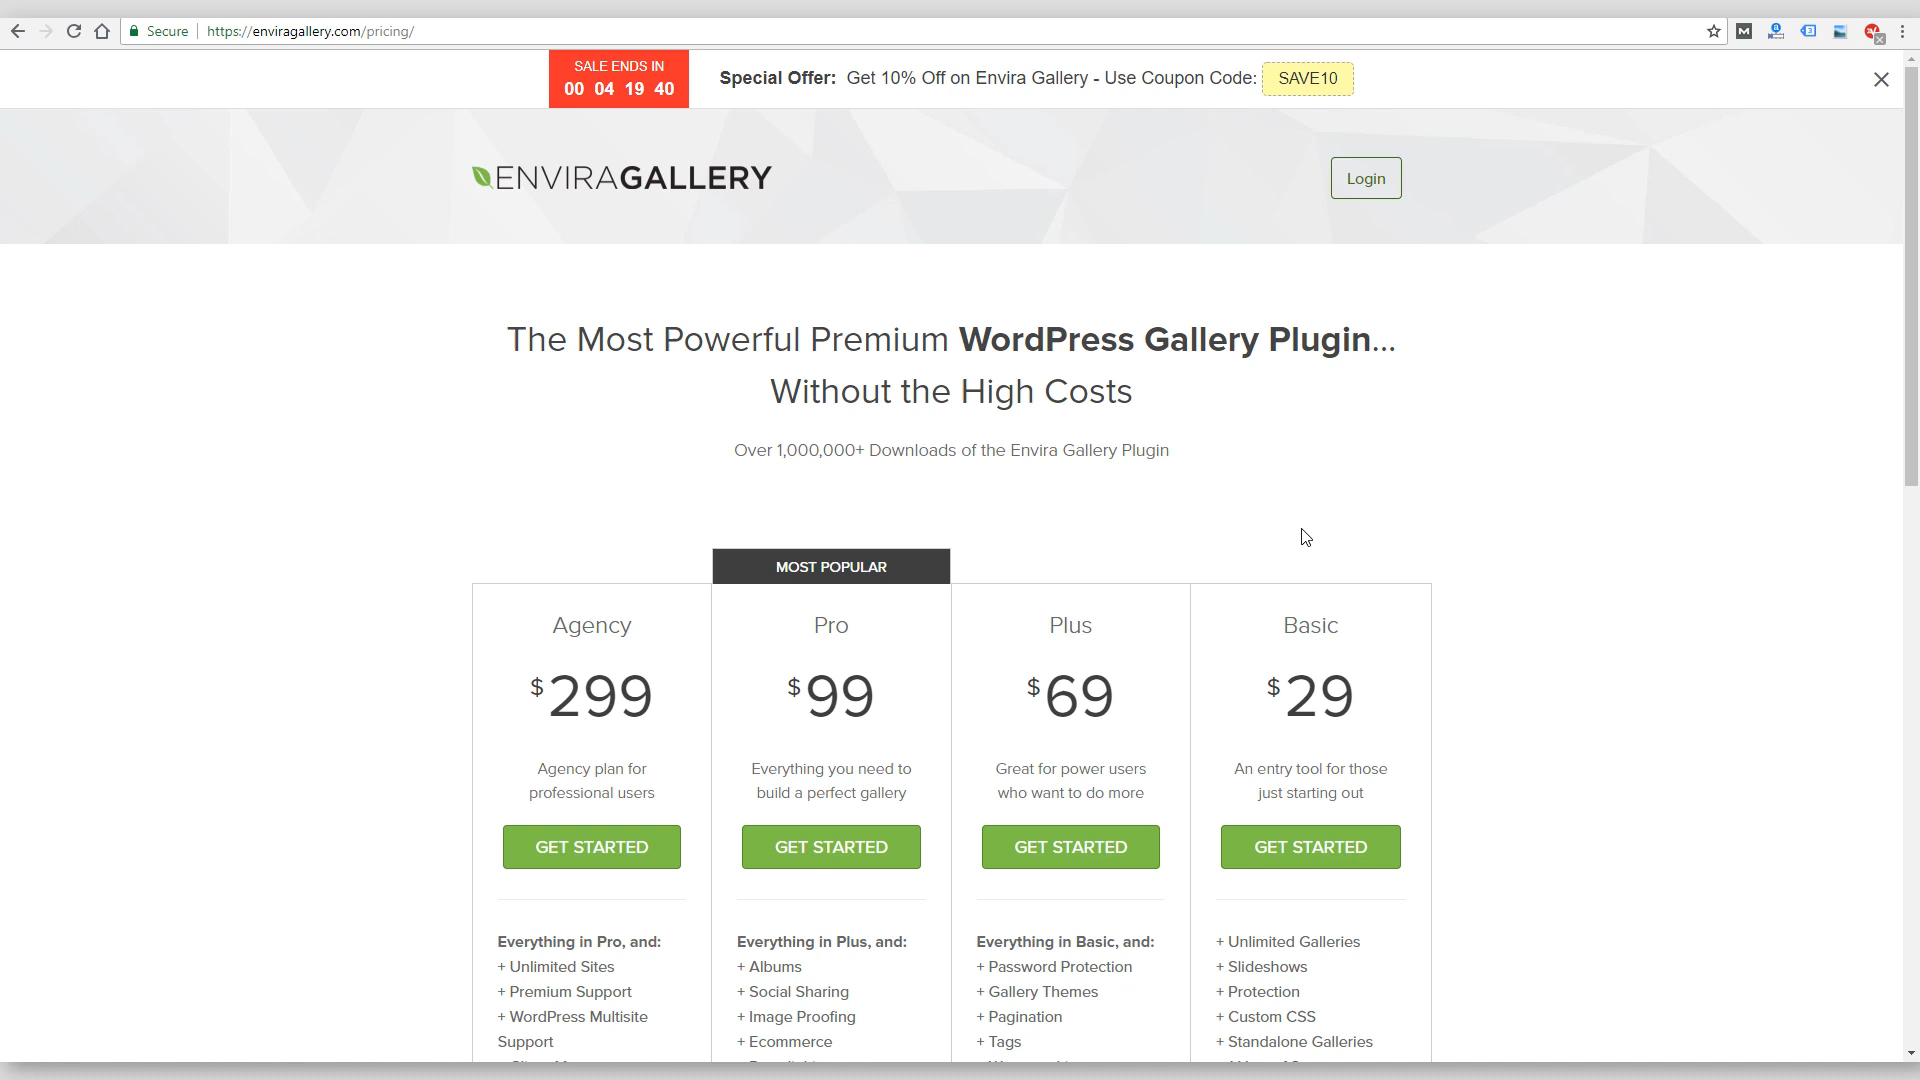 Secure https://enviragallery.com/pricing/
SALE ENDS IN
00 04 19 40
Special Offer: Get 10% Off on Envira Gallery - Use Coupon Code: SAVE10
ENVIRAGALLERY
Login
The Most Powerful Premium WordPress Gallery Plugin...
Without the High Costs
Over 1,000,000+ Downloads of the Envira Gallery Plugin
MOST POPULAR
Agency
$299
Agency plan for
professional users
GET STARTED
Everything in Pro, and:
+ Unlimited Sites
+ Premium Support
+ WordPress Multisite
Support
Pro
$99
Everything you need to
build a perfect gallery
GET STARTED
Everything in Plus, and:
+ Albums
+ Social Sharing
+ Image Proofing
+ Ecommerce
Plus
$69
Great for power users
who want to do more
GET STARTED
Everything in Basic, and:
+ Password Protection
+ Gallery Themes
+ Pagination
+ Tags
Basic
$29
An entry tool for those
just starting out
GET STARTED
+ Unlimited Galleries
+ Slideshows
+ Protection
+ Custom CSS
+ Standalone Galleries